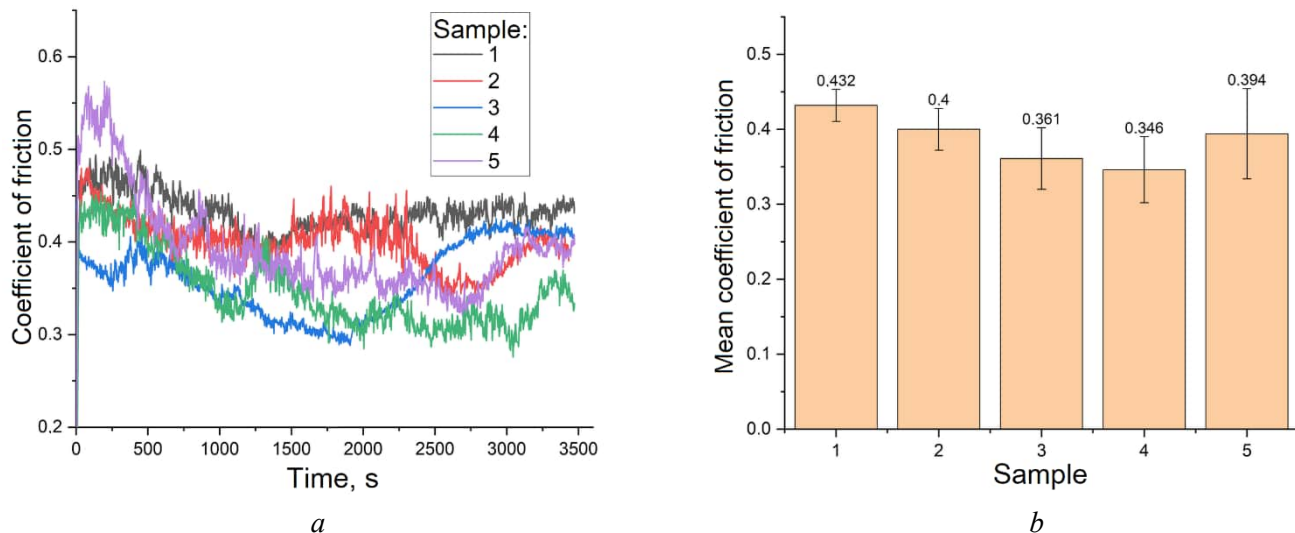 Sample:
1
2
3
4
5
0.6
0.5
0.4
0.3
0.2
Coefficient of friction
0 500 1000 1500 2000 2500 3000 3500
Time, s
a
0.5
0.4
0.3
0.2
0.1
0.0
Mean coefficient of friction
0.432
0.4
0.361
0.346
0.394
1 2 3 4 5
Sample
b